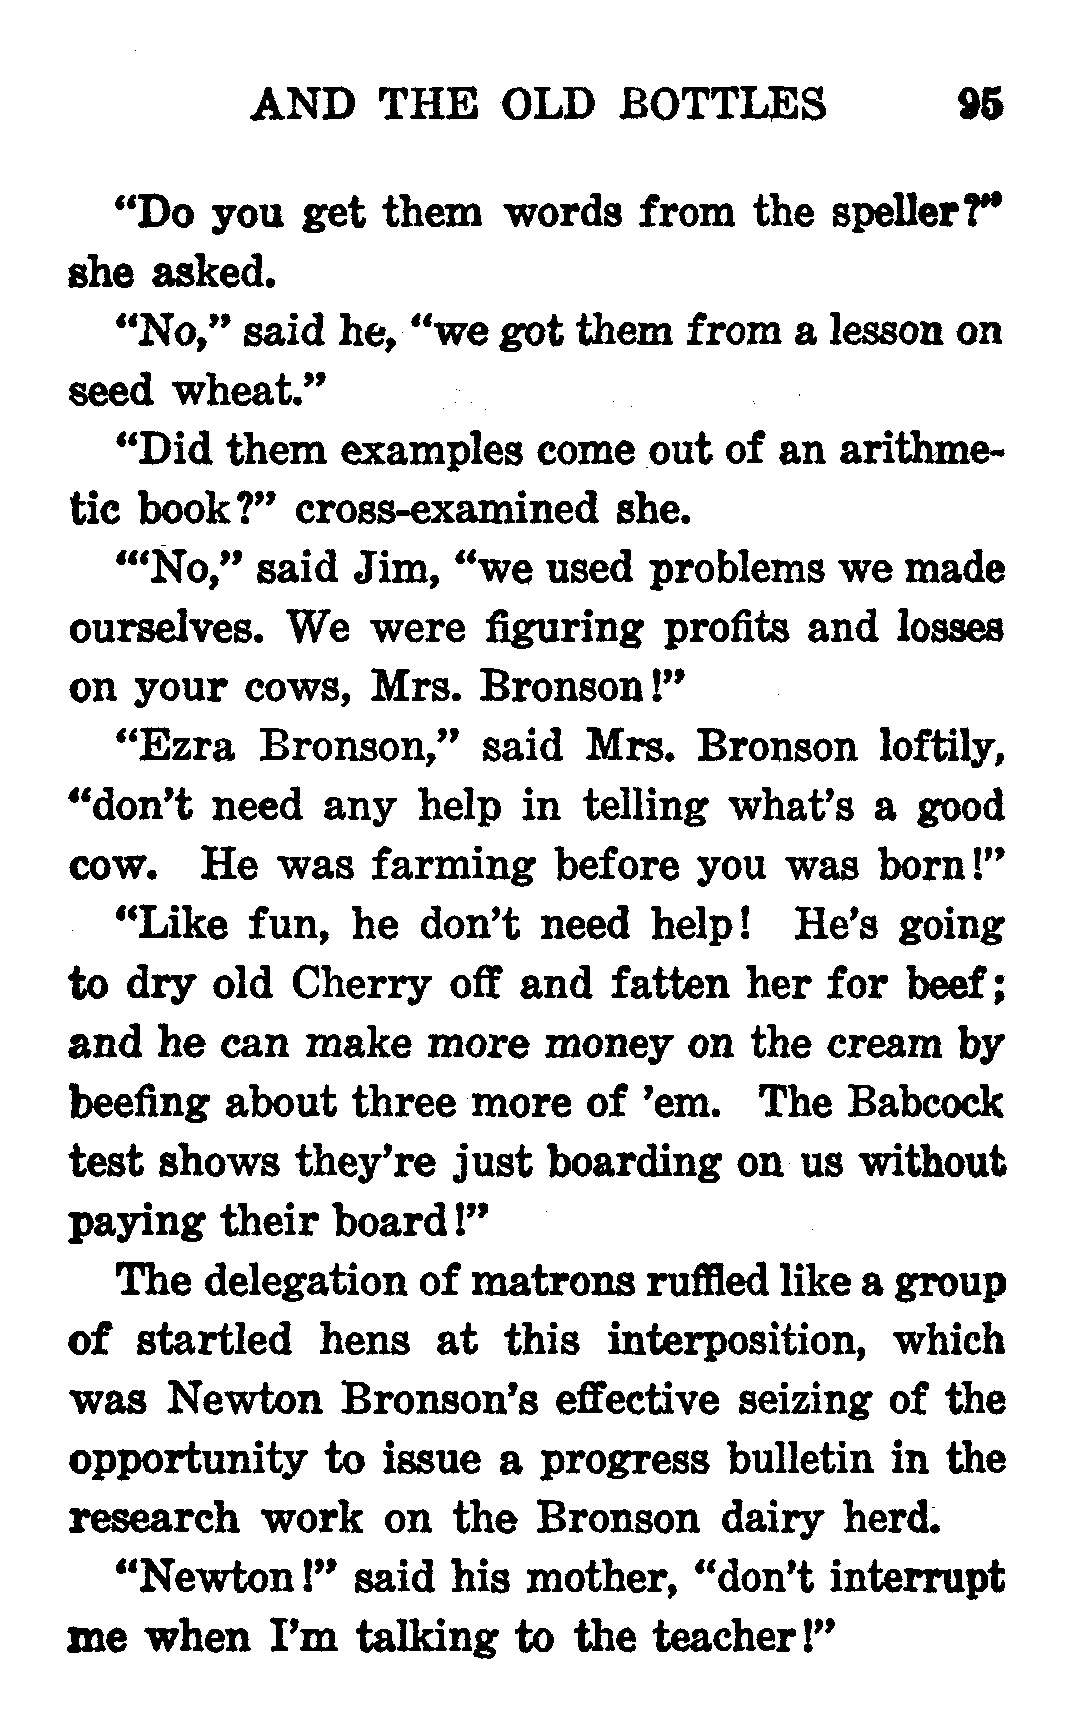 AND THE OLD BOTTLES 95
“Do you get them words from the speller?”
she asked.
“No,” said he, “we got them from a lesson on
seed wheat.”
“Did them examples come out of an arithme-
tic book?” cross-examined she.
“‘No,” said Jim, “we used problems we made
ourselves. We were figuring profits and losses
on your cows, Mrs. Bronson!”
“Ezra Bronson,” said Mrs. Bronson loftily,
“don’t need any help in telling what’s a good
cow. He was farming before you was born!”
“Like fun, he don’t need help! He’s going
to dry old Cherry off and fatten her for beef;
and he can make more money on the cream by
beefing about three more of ’em. The Babcock
test shows they’re just boarding on us without
paying their board!”
The delegation of matrons ruffled like a group
of startled hens at this interposition, which
was Newton Bronson’s effective seizing of the
opportunity to issue a progress bulletin in the
research work on the Bronson dairy herd.
“Newton!” said his mother, “don’t interrupt
me when I’m talking to the teacher!”